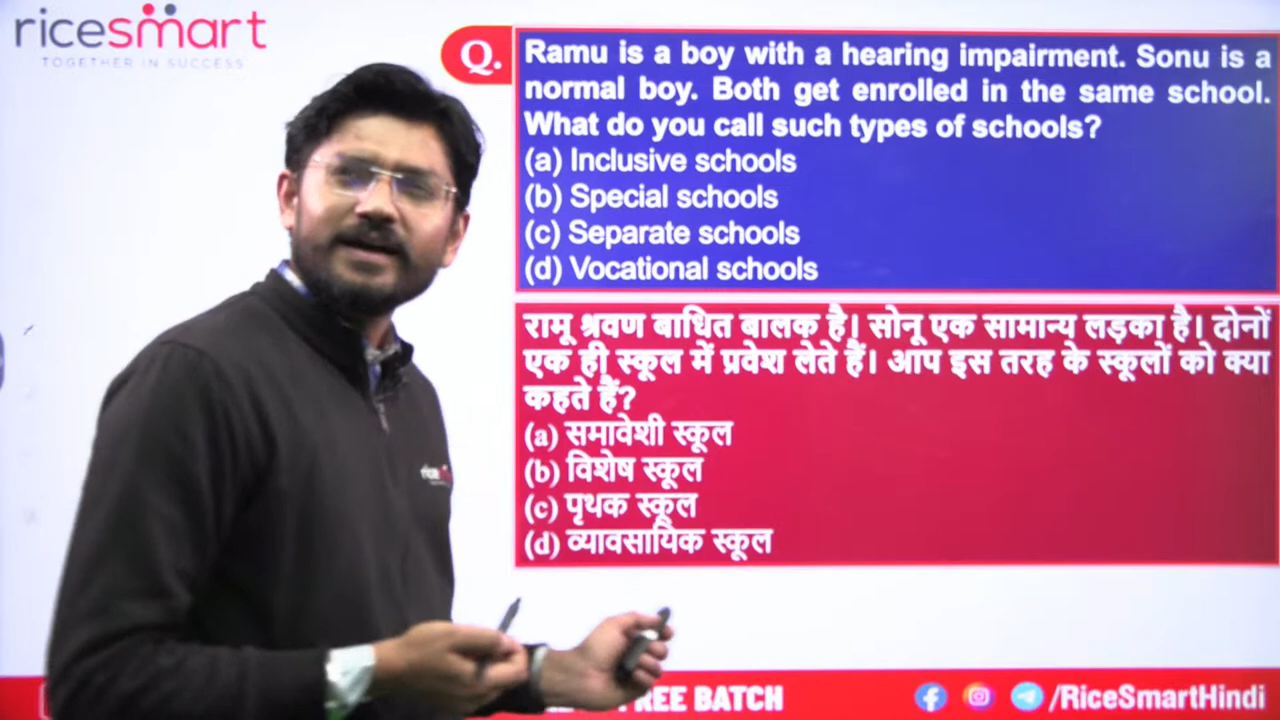 ricesmart
TOGETHER IN SUCCESS
Q.
Ramu is a boy with a hearing impairment. Sonu is a
normal boy. Both get enrolled in the same school.
What do you call such types of schools?
(a) Inclusive schools
(b) Special schools
(c) Separate schools
(d) Vocational schools
रामू श्रवण बाधित बालक है। सोनू एक सामान्य लड़का है। दोनों
एक ही स्कूल में प्रवेश लेते हैं। आप इस तरह के स्कूलों को क्या
कहते हैं?
(a) समावेशी स्कूल
(b) विशेष स्कूल
(c) पृथक स्कूल
(d) व्यावसायिक स्कूल
BATCH
/RiceSmartHindi